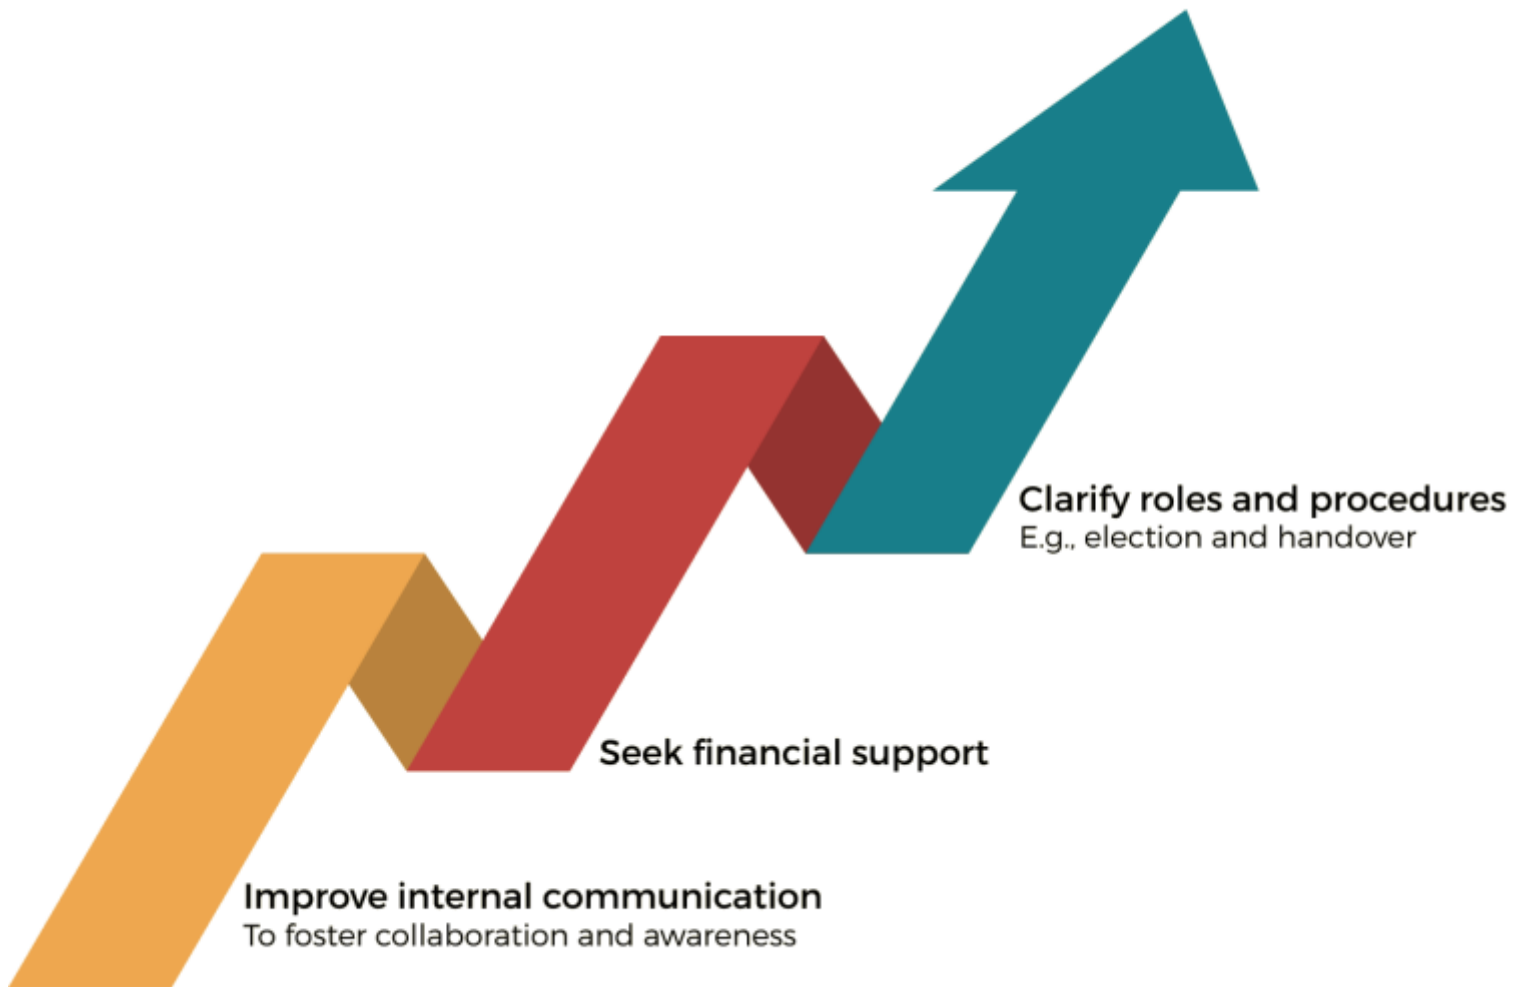 Clarify roles and procedures
E.g., election and handover
Seek financial support
Improve internal communication
To foster collaboration and awareness